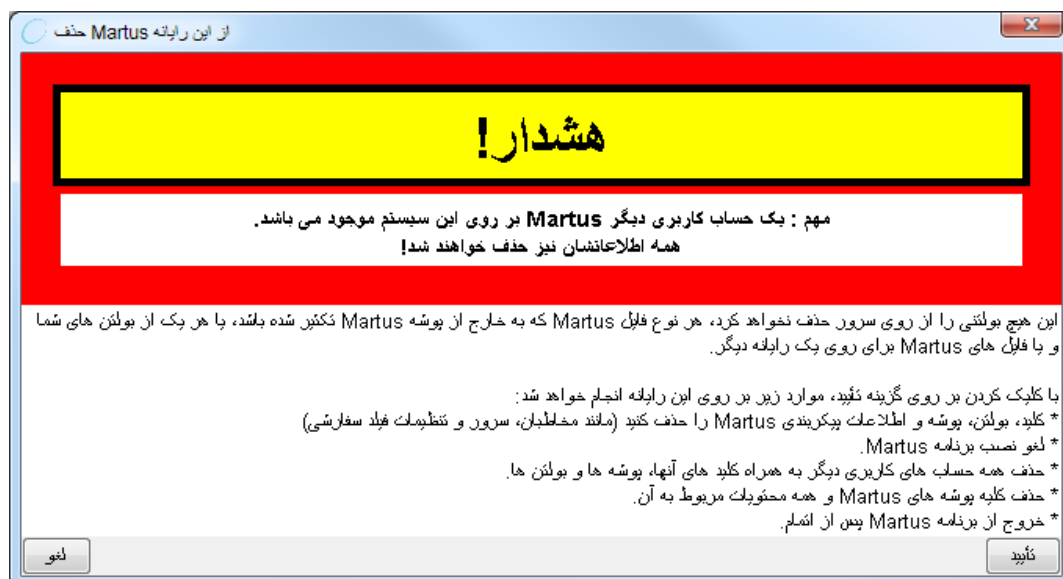 حذف Martus از این رایانه
هشدار!
مهم : یک حساب کاربری دیگر Martus بر روی این سیستم موجود می باشد.
همه اطلاعاتشان نیز حذف خواهند شد!
این هیچ بولتنی را از روی سرور حذف نخواهد کرد، هر نوع فایل Martus که به خارج از پوشه Martus تکثیر شده باشد، یا هر یک از بولتن های شما
و یا فایل های Martus برای روی یک رایانه دیگر.
با کلیک کردن بر روی گزینه تأیید، موارد زیر بر روی این رایانه انجام خواهد شد:
* کلید، بولتن، پوشه و اطلاعات پیکربندی Martus را حذف کنید (مانند مخاطبان، سرور و تنظیمات فیلد سفارشی)
* لغو نصب برنامه Martus.
* حذف همه حساب های کاربری دیگر به همراه کلید های آنها، پوشه ها و بولتن ها.
* حذف کلیه پوشه های Martus و همه محتویات مربوط به آن.
* خروج از برنامه Martus پس از اتمام.
تأیید
لغو